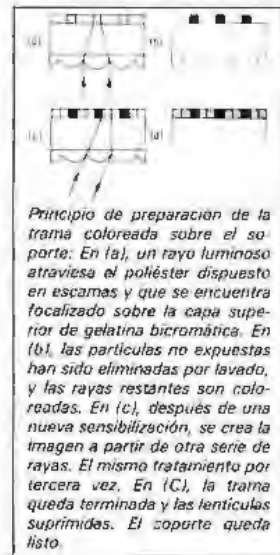 (a)
(b)
(c)
(d)
Principio de preparación de la
trama coloreada sobre el so-
porte: En (a), un rayo luminoso
atraviesa el poliéster dispuesto
en escamas y que se encuentra
focalizado sobre la capa supe-
rior de gelatina bicromática. En
(b), las partículas no expuestas
han sido eliminadas por lavado,
y las rayas restantes son colo-
readas. En (c), después de una
nueva sensibilización, se crea la
imagen a partir de otra serie de
rayas. El mismo tratamiento por
tercera vez. En (C), la trama
queda terminada y las lentículas
suprimidas. El soporte queda
listo.